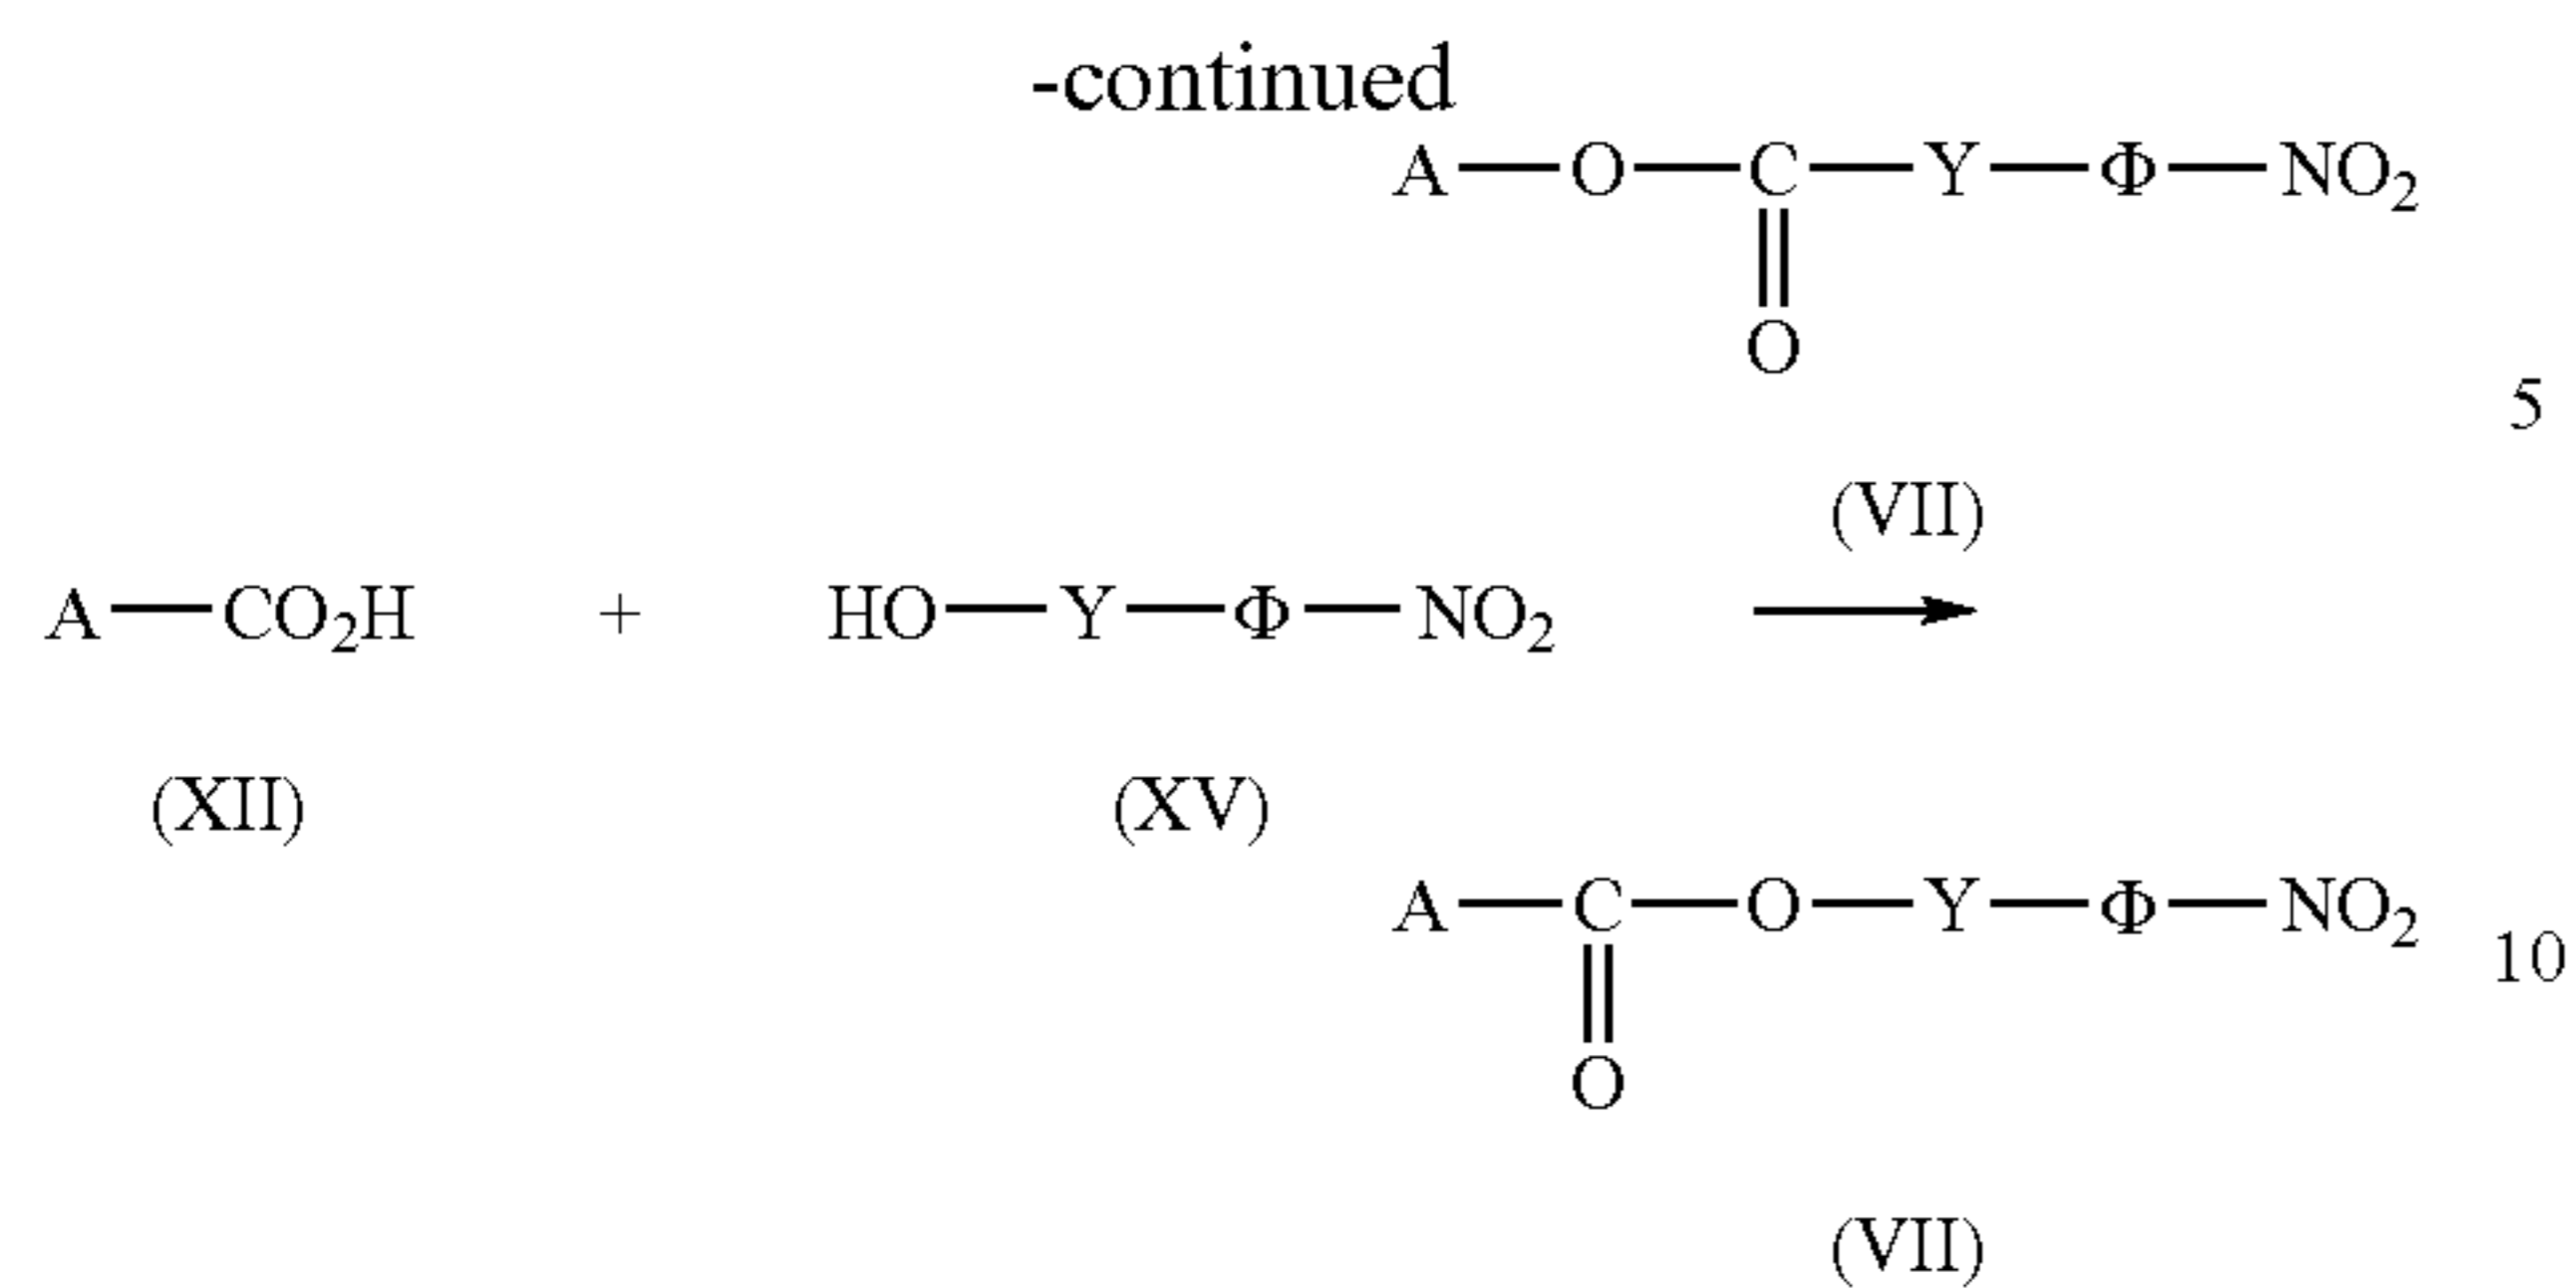 -continued
A—O—C—Y—Φ—NO₂
O
5
(VII)
A—CO₂H + HO—Y—Φ—NO₂
(XII) (XV)
A—C—O—Y—Φ—NO₂
10
O
(VII)